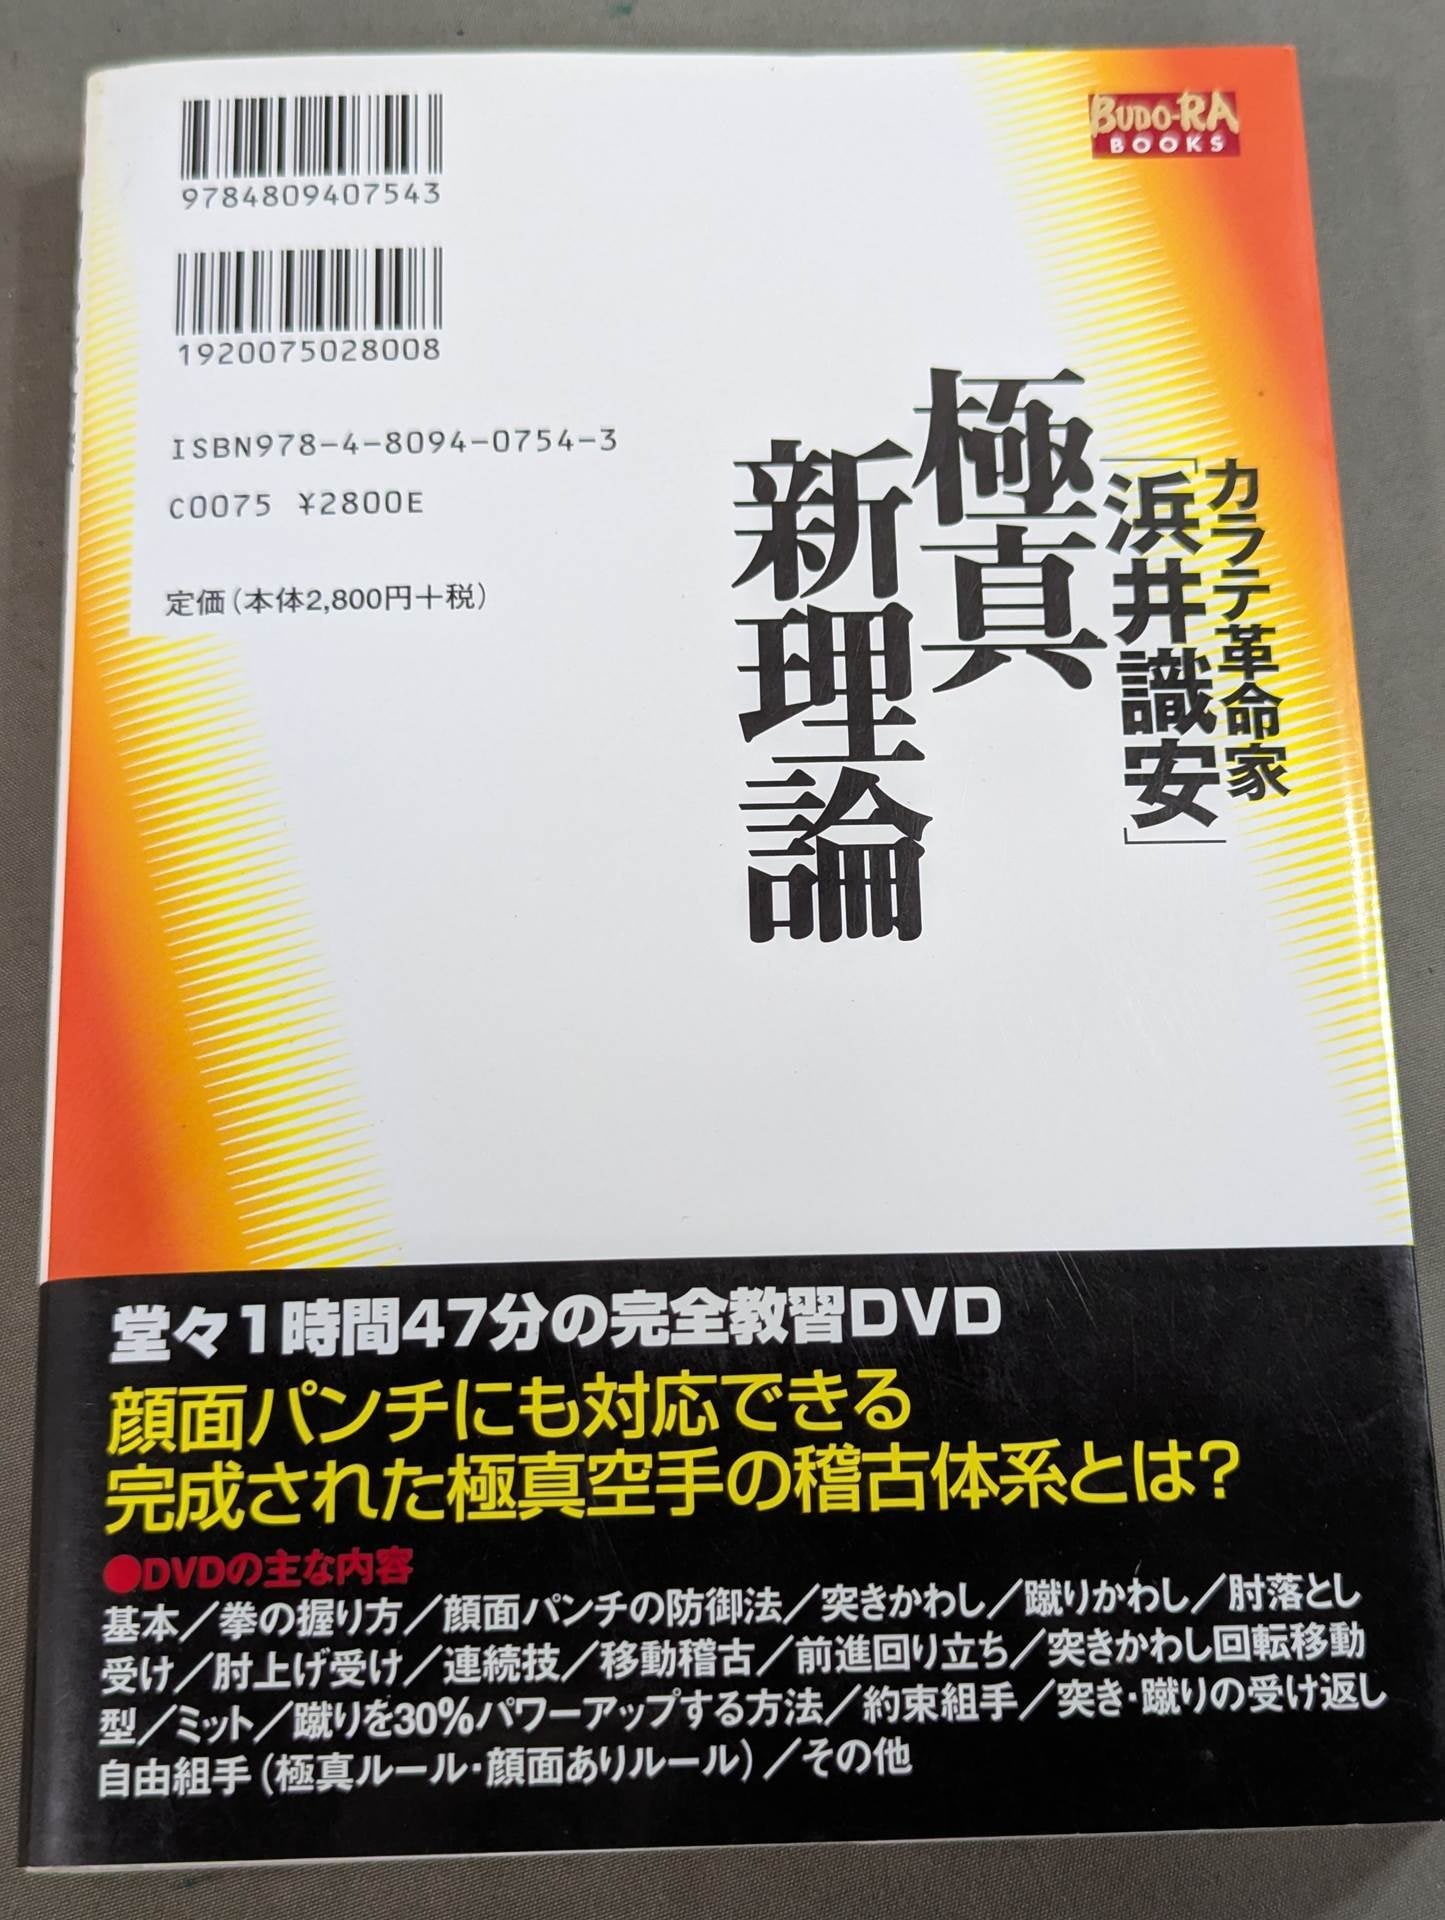 BUDO-RA
BOOKS
9784809407543
1920075028008
ISBN978-4-8094-0754-3
C0075 ¥2800E
定価(本体2,800円+税)
カラテ革命家
「浜井識安」
極真
新理論
堂々1時間47分の完全教習DVD
顔面パンチにも対応できる
完成された極真空手の稽古体系とは?
●DVDの主な内容
基本/拳の握り方/顔面パンチの防御法/突きかわし/蹴りかわし/肘落とし
受け/肘上げ受け/連続技/移動稽古/前進回り立ち/突きかわし回転移動
型/ミット/蹴りを30%パワーアップする方法/約束組手/突き・蹴りの受け返し
自由組手(極真ルール・顔面ありルール)/その他